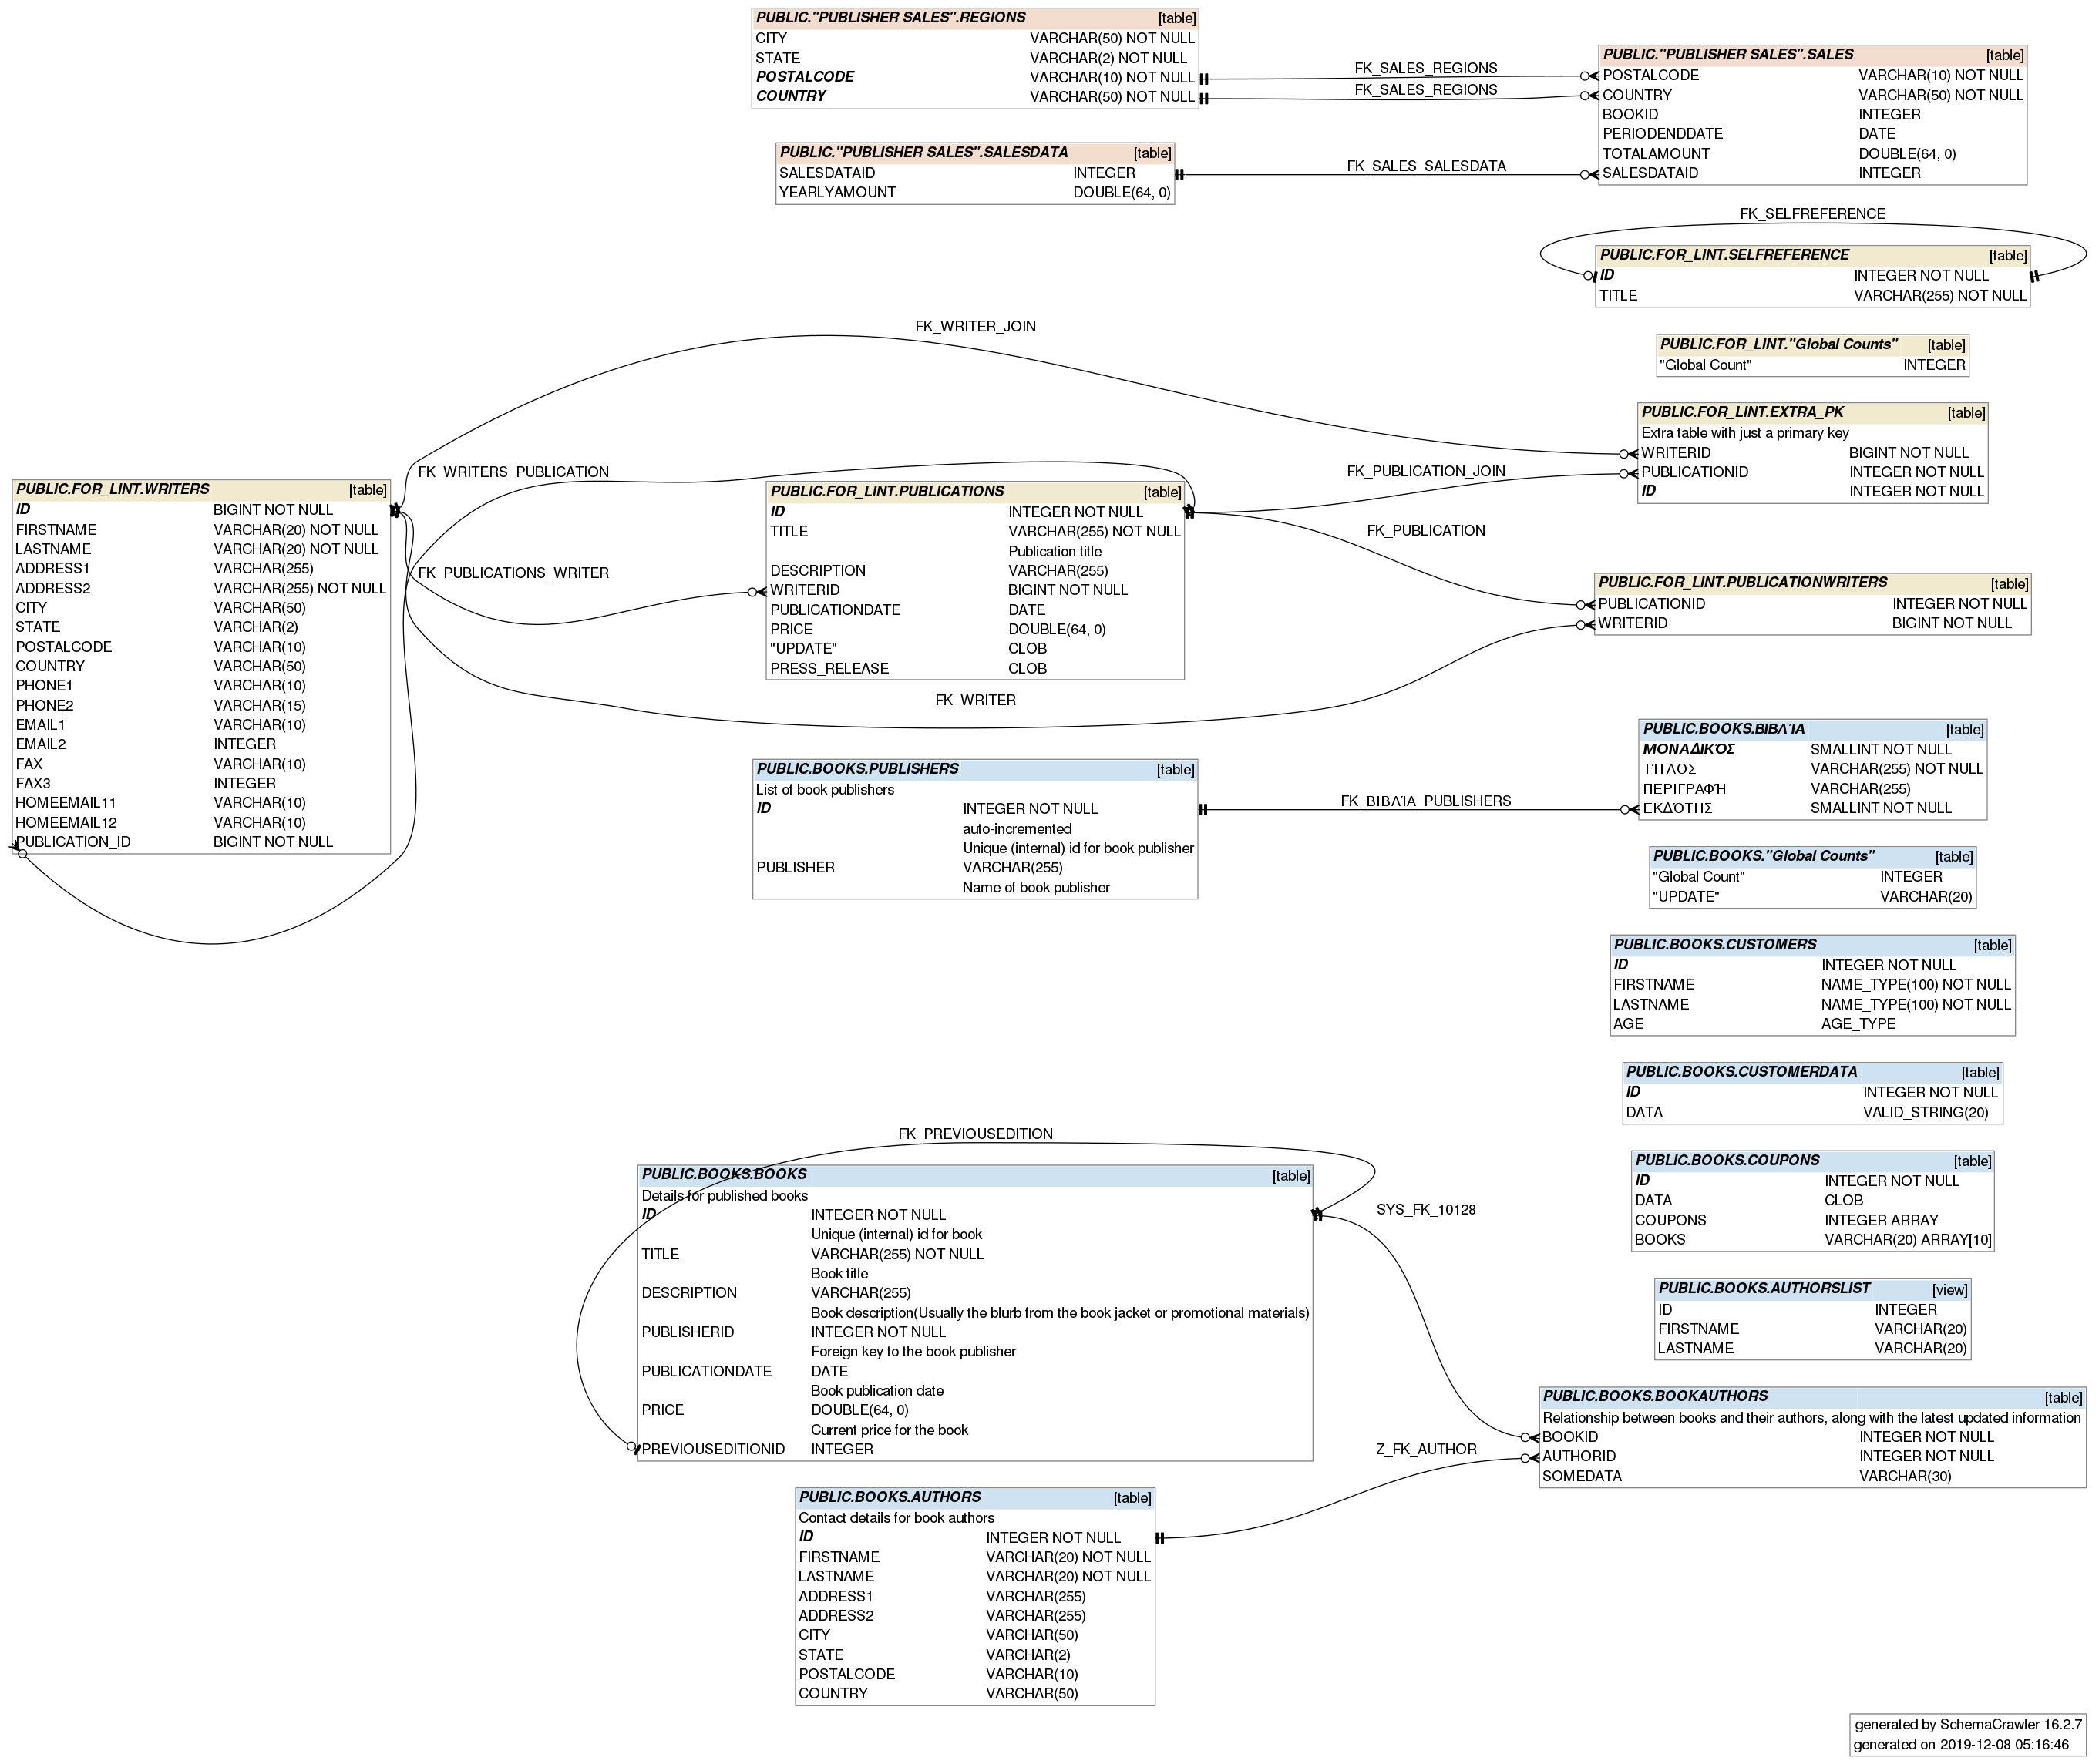 PUBLIC."PUBLISHER SALES".REGIONS [table]
CITY VARCHAR(50) NOT NULL
STATE VARCHAR(2) NOT NULL
POSTALCODE VARCHAR(10) NOT NULL
COUNTRY VARCHAR(50) NOT NULL
FK_SALES_REGIONS
FK_SALES_REGIONS
PUBLIC."PUBLISHER SALES".SALES [table]
POSTALCODE VARCHAR(10) NOT NULL
COUNTRY VARCHAR(50) NOT NULL
BOOKID INTEGER
PERIODENDDATE DATE
TOTALAMOUNT DOUBLE(64, 0)
SALESDATAID INTEGER
PUBLIC."PUBLISHER SALES".SALESDATA [table]
SALESDATAID INTEGER
YEARLYAMOUNT DOUBLE(64, 0)
FK_SALES_SALESDATA
FK_SELFREFERENCE
PUBLIC.FOR_LINT.SELFREFERENCE [table]
ID INTEGER NOT NULL
TITLE VARCHAR(255) NOT NULL
FK_WRITER_JOIN
PUBLIC.FOR_LINT."Global Counts" [table]
"Global Count" INTEGER
PUBLIC.FOR_LINT.EXTRA_PK [table]
Extra table with just a primary key
WRITERID BIGINT NOT NULL
PUBLICATIONID INTEGER NOT NULL
ID INTEGER NOT NULL
PUBLIC.FOR_LINT.WRITERS [table]
ID BIGINT NOT NULL
FIRSTNAME VARCHAR(20) NOT NULL
LASTNAME VARCHAR(20) NOT NULL
ADDRESS1 VARCHAR(255)
ADDRESS2 VARCHAR(255) NOT NULL
CITY VARCHAR(50)
STATE VARCHAR(2)
POSTALCODE VARCHAR(10)
COUNTRY VARCHAR(50)
PHONE1 VARCHAR(10)
PHONE2 VARCHAR(15)
EMAIL1 VARCHAR(10)
EMAIL2 INTEGER
FAX VARCHAR(10)
FAX3 INTEGER
HOMEEMAIL11 VARCHAR(10)
HOMEEMAIL12 VARCHAR(10)
PUBLICATION_ID BIGINT NOT NULL
FK_WRITERS_PUBLICATION
FK_PUBLICATIONS_WRITER
PUBLIC.FOR_LINT.PUBLICATIONS [table]
ID INTEGER NOT NULL
TITLE VARCHAR(255) NOT NULL
Publication title
DESCRIPTION VARCHAR(255)
WRITERID BIGINT NOT NULL
PUBLICATIONDATE DATE
PRICE DOUBLE(64, 0)
"UPDATE" CLOB
PRESS_RELEASE CLOB
FK_PUBLICATION_JOIN
FK_PUBLICATION
FK_WRITER
PUBLIC.FOR_LINT.PUBLICATIONWRITERS [table]
PUBLICATIONID INTEGER NOT NULL
WRITERID BIGINT NOT NULL
PUBLIC.BOOKS.PUBLISHERS [table]
List of book publishers
ID INTEGER NOT NULL
auto-incremented
Unique (internal) id for book publisher
PUBLISHER VARCHAR(255)
Name of book publisher
FK_ΒΙΒΛΊΑ_PUBLISHERS
PUBLIC.BOOKS.ΒΙΒΛΊΑ [table]
ΜΟΝΑΔΙΚΌΣ SMALLINT NOT NULL
ΤΊΤΛΟΣ VARCHAR(255) NOT NULL
ΠΕΡΙΓΡΑΦΉ VARCHAR(255)
ΕΚΔΌΤΗΣ SMALLINT NOT NULL
PUBLIC.BOOKS."Global Counts" [table]
"Global Count" INTEGER
"UPDATE" VARCHAR(20)
PUBLIC.BOOKS.CUSTOMERS [table]
ID INTEGER NOT NULL
FIRSTNAME NAME_TYPE(100) NOT NULL
LASTNAME NAME_TYPE(100) NOT NULL
AGE AGE_TYPE
PUBLIC.BOOKS.CUSTOMERDATA [table]
ID INTEGER NOT NULL
DATA VALID_STRING(20)
PUBLIC.BOOKS.COUPONS [table]
ID INTEGER NOT NULL
DATA CLOB
COUPONS INTEGER ARRAY
BOOKS VARCHAR(20) ARRAY[10]
PUBLIC.BOOKS.AUTHORSLIST [view]
ID INTEGER
FIRSTNAME VARCHAR(20)
LASTNAME VARCHAR(20)
FK_PREVIOUSEDITION
PUBLIC.BOOKS.BOOKS [table]
Details for published books
ID INTEGER NOT NULL
Unique (internal) id for book
TITLE VARCHAR(255) NOT NULL
Book title
DESCRIPTION VARCHAR(255)
Book description(Usually the blurb from the book jacket or promotional materials)
PUBLISHERID INTEGER NOT NULL
Foreign key to the book publisher
PUBLICATIONDATE DATE
Book publication date
PRICE DOUBLE(64, 0)
Current price for the book
PREVIOUSEDITIONID INTEGER
SYS_FK_10128
Z_FK_AUTHOR
PUBLIC.BOOKS.BOOKAUTHORS [table]
Relationship between books and their authors, along with the latest updated information
BOOKID INTEGER NOT NULL
AUTHORID INTEGER NOT NULL
SOMEDATA VARCHAR(30)
PUBLIC.BOOKS.AUTHORS [table]
Contact details for book authors
ID INTEGER NOT NULL
FIRSTNAME VARCHAR(20) NOT NULL
LASTNAME VARCHAR(20) NOT NULL
ADDRESS1 VARCHAR(255)
ADDRESS2 VARCHAR(255)
CITY VARCHAR(50)
STATE VARCHAR(2)
POSTALCODE VARCHAR(10)
COUNTRY VARCHAR(50)
generated by SchemaCrawler 16.2.7
generated on 2019-12-08 05:16:46